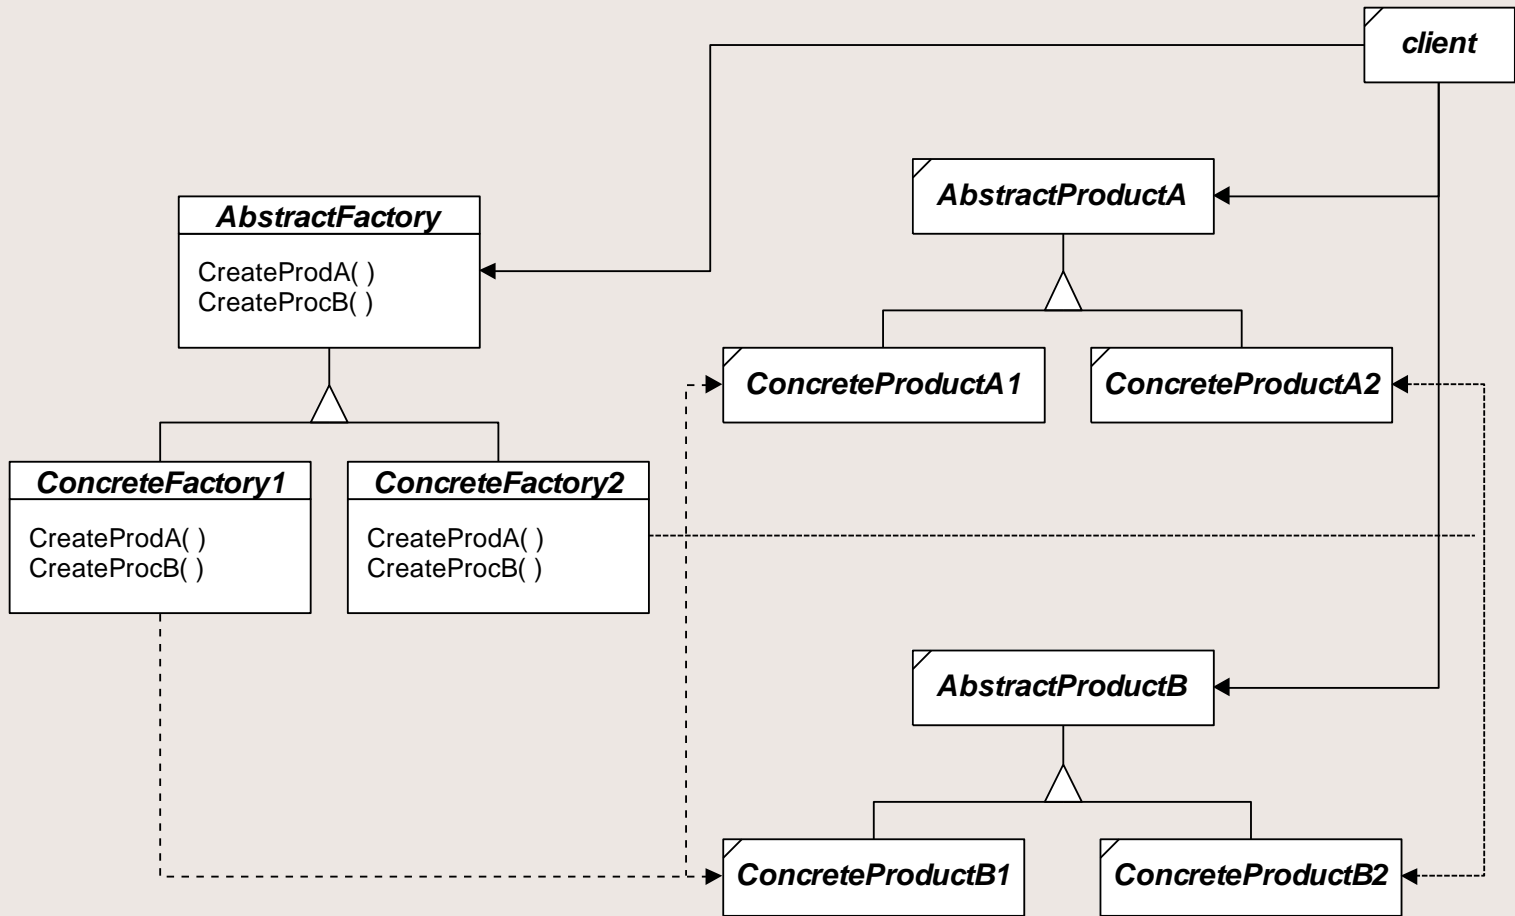 client
AbstractProductA
AbstractFactory
CreateProdA( )
CreateProcB( )
ConcreteProductA1
ConcreteProductA2
ConcreteFactory1
CreateProdA( )
CreateProcB( )
ConcreteFactory2
CreateProdA( )
CreateProcB( )
AbstractProductB
ConcreteProductB1
ConcreteProductB2